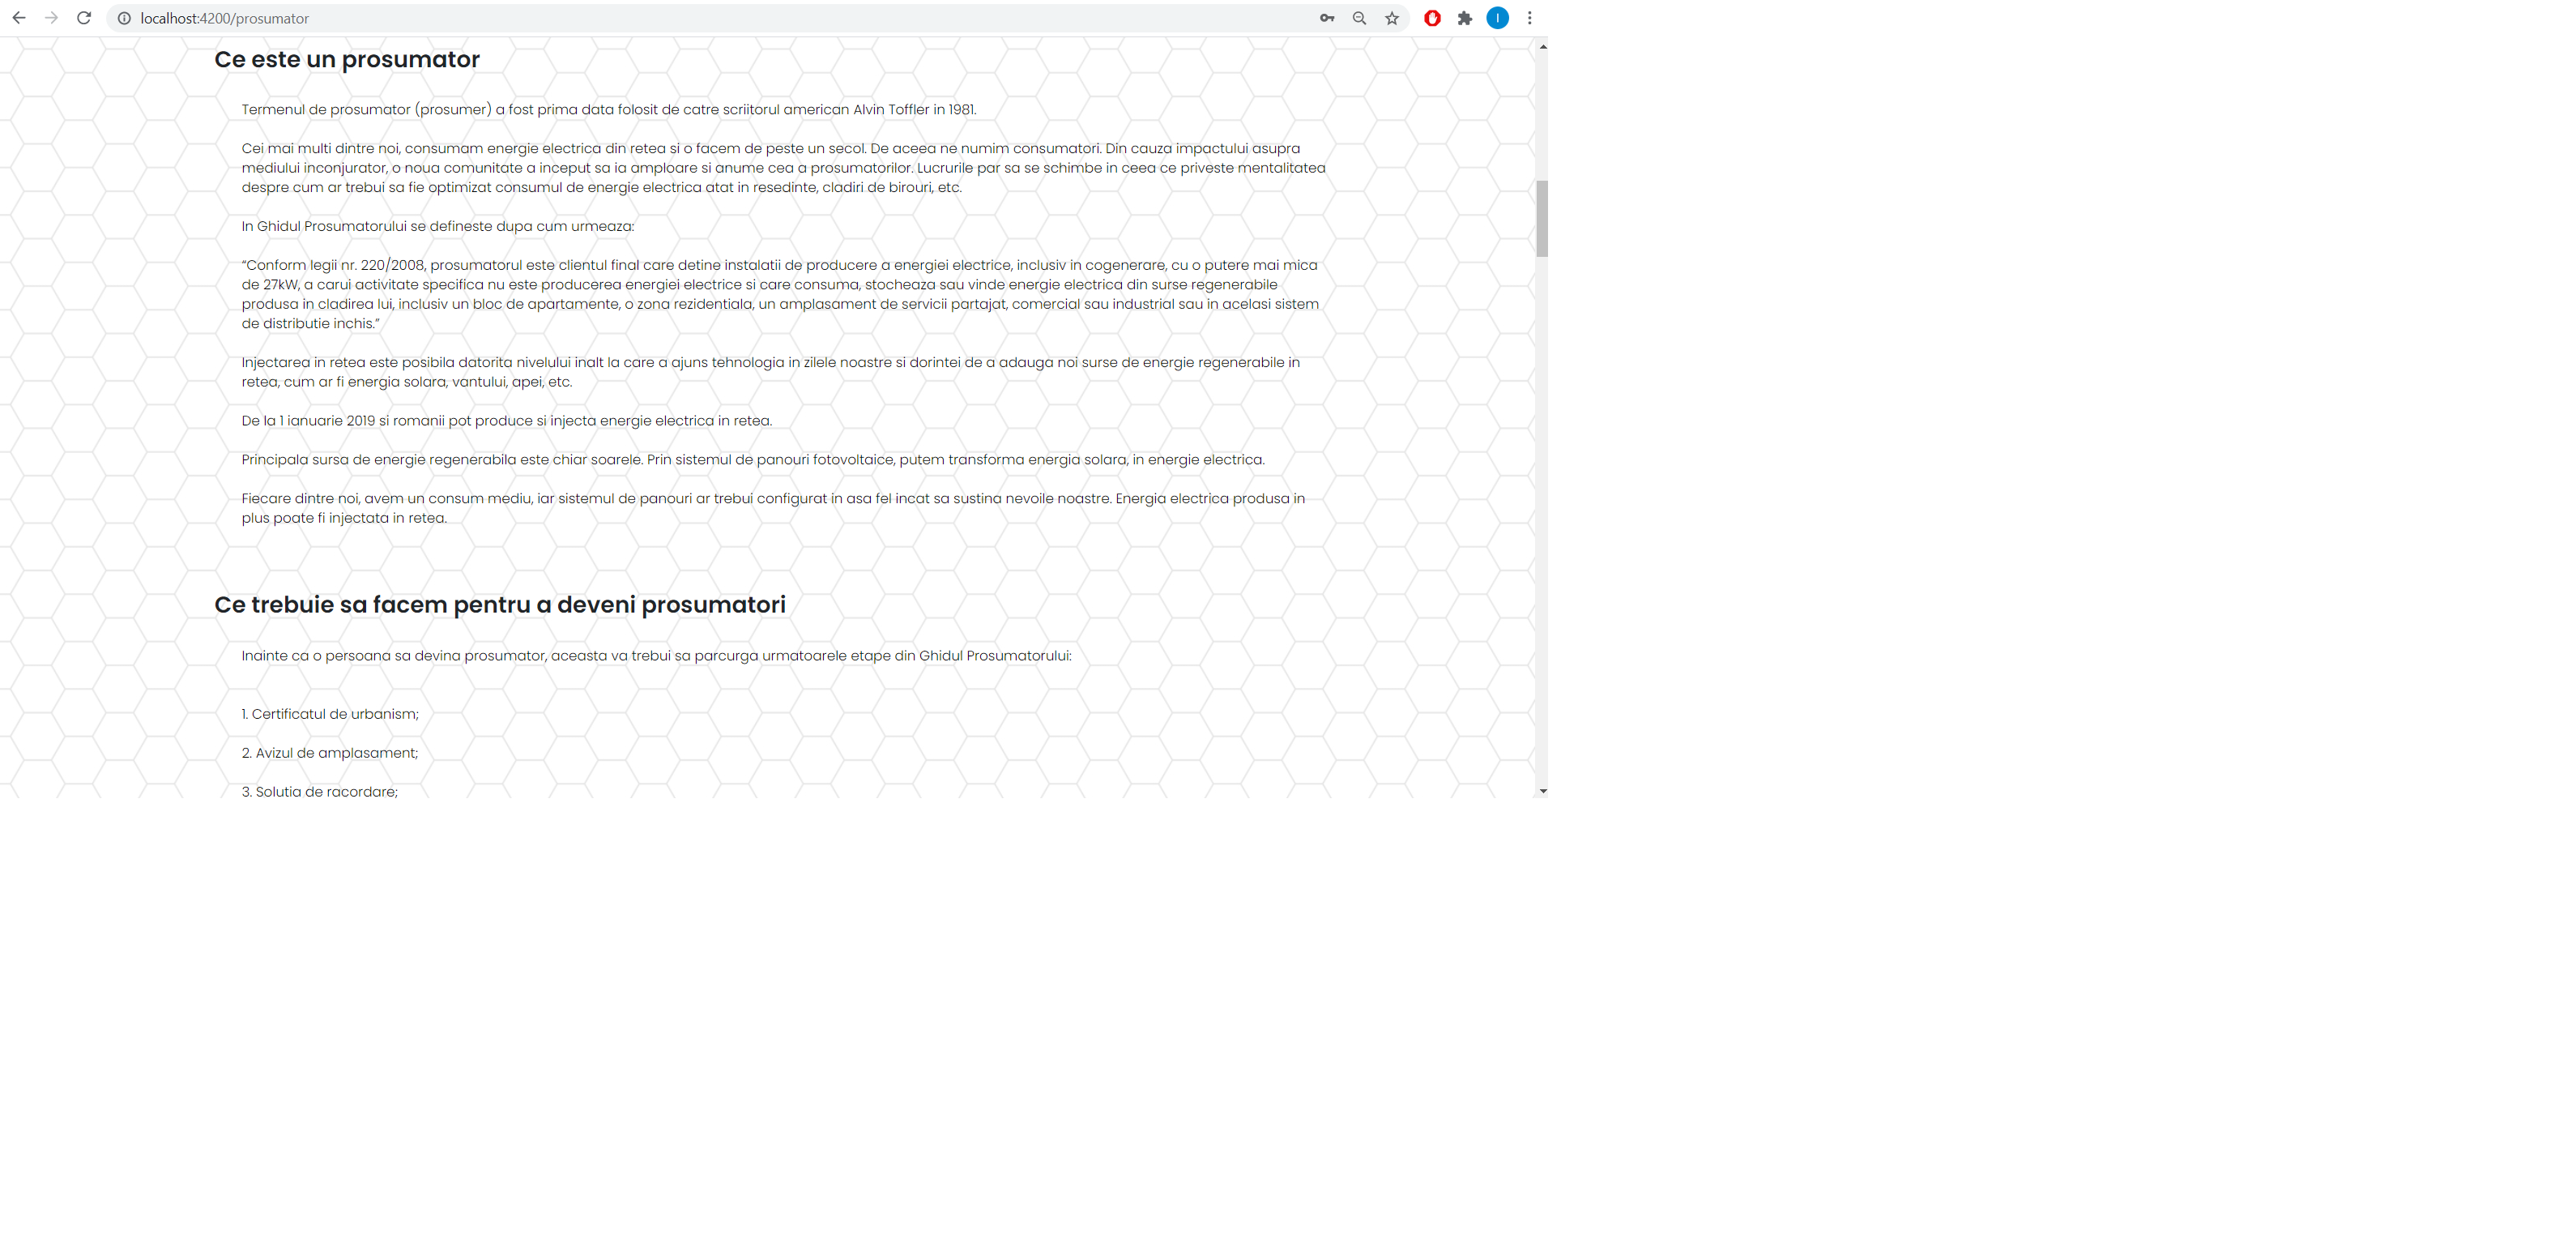 localhost:4200/prosumator
I
Ce este un prosumator
Termenul de prosumator (prosumer) a fost prima data folosit de catre scriitorul american Alvin Toffler in 1981.
Cei mai multi dintre noi, consumam energie electrica din retea si o facem de peste un secol. De aceea ne numim consumatori. Din cauza impactului asupra
mediului inconjurator, o noua comunitate a inceput sa ia amploare si anume cea a prosumatorilor. Lucrurile par sa se schimbe in ceea ce priveste mentalitatea
despre cum ar trebui sa fie optimizat consumul de energie electrica atat in resedinte, cladiri de birouri, etc.
In Ghidul Prosumatorului se defineste dupa cum urmeaza:
“Conform legii nr. 220/2008, prosumatorul este clientul final care detine instalatii de producere a energiei electrice, inclusiv in cogenerare, cu o putere mai mica
de 27kW, a carui activitate specifica nu este producerea energiei electrice si care consuma, stocheaza sau vinde energie electrica din surse regenerabile
produsa in cladirea lui, inclusiv un bloc de apartamente, o zona rezidentiala, un amplasament de servicii partajat, comercial sau industrial sau in acelasi sistem
de distributie inchis.”
Injectarea in retea este posibila datorita nivelului inalt la care a ajuns tehnologia in zilele noastre si dorintei de a adauga noi surse de energie regenerabile in
retea, cum ar fi energia solara, vantului, apei, etc.
De la 1 ianuarie 2019 si romanii pot produce si injecta energie electrica in retea.
Principala sursa de energie regenerabila este chiar soarele. Prin sistemul de panouri fotovoltaice, putem transforma energia solara, in energie electrica.
Fiecare dintre noi, avem un consum mediu, iar sistemul de panouri ar trebui configurat in asa fel incat sa sustina nevoile noastre. Energia electrica produsa in
plus poate fi injectata in retea.
Ce trebuie sa facem pentru a deveni prosumatori
Inainte ca o persoana sa devina prosumator, aceasta va trebui sa parcurga urmatoarele etape din Ghidul Prosumatorului:
1. Certificatul de urbanism;
2. Avizul de amplasament;
3. Solutia de racordare;